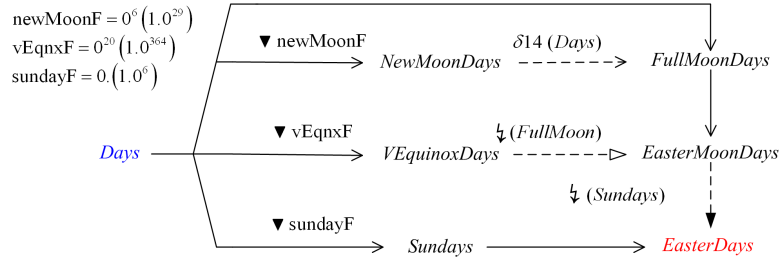 newMoonF = 0⁶(1.0²⁹)
vEqnxF = 0²⁰(1.0³⁶⁴)
sundayF = 0.(1.0⁶)
▼ newMoonF
NewMoonDays
δ14 (Days)
FullMoonDays
Days
▼ vEqnxF
VEquinoxDays
↯(FullMoon)
EasterMoonDays
↯ (Sundays)
▼ sundayF
Sundays
EasterDays